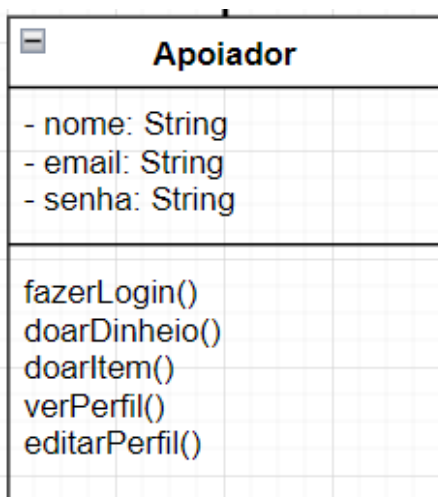 Apoiador
- nome: String
- email: String
- senha: String
fazerLogin()
doarDinheio()
doarItem()
verPerfil()
editarPerfil()